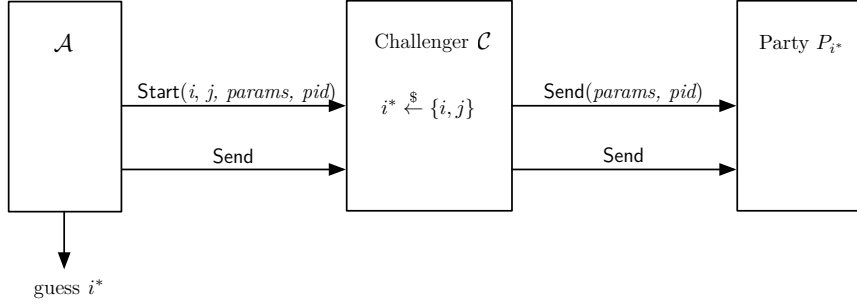 𝒜
Challenger 𝒞
Party P_{i*}
Start(i, j, params, pid)
i* ←$ {i, j}
Send(params, pid)
Send
Send
guess i*